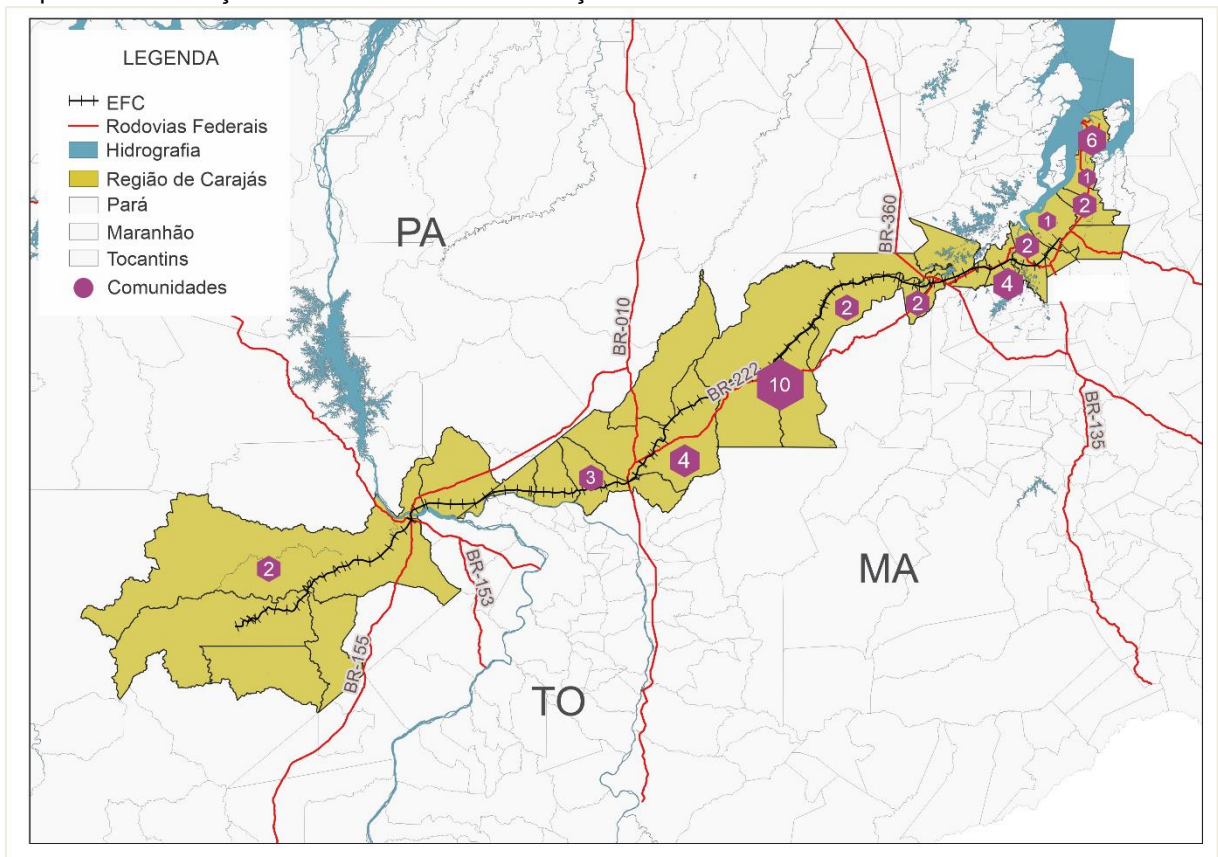 LEGENDA
EFC
Rodovias Federais
Hidrografia
Região de Carajás
Pará
Maranhão
Tocantins
Comunidades
6
1
2
1
2
4
2
2
10
4
3
2
PA
MA
TO
BR-010
BR-360
BR-222
BR-135
BR-153
BR-155